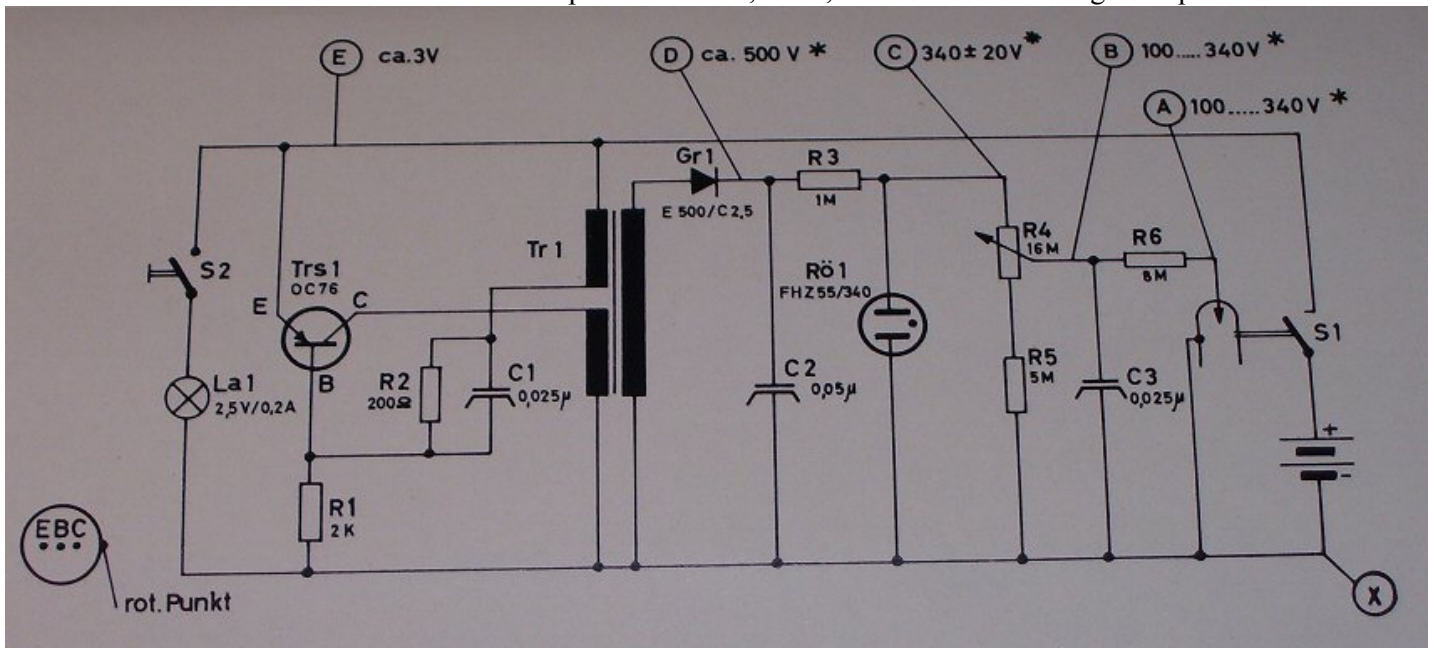 E ca.3V
D ca. 500 V *
C 340±20V *
B 100.....340V *
A 100.....340V *
Gr1
E 500/C2,5
R3
1M
R4
16M
R6
8M
Tr1
S2
Trs1
OC76
E
C
B
Rö1
FHZ55/340
S1
La1
2,5V/0,2A
R2
200Ω
C1
0,025µ
C2
0,05µ
R5
5M
C3
0,025µ
+
-
R1
2K
EBC
rot.Punkt
X